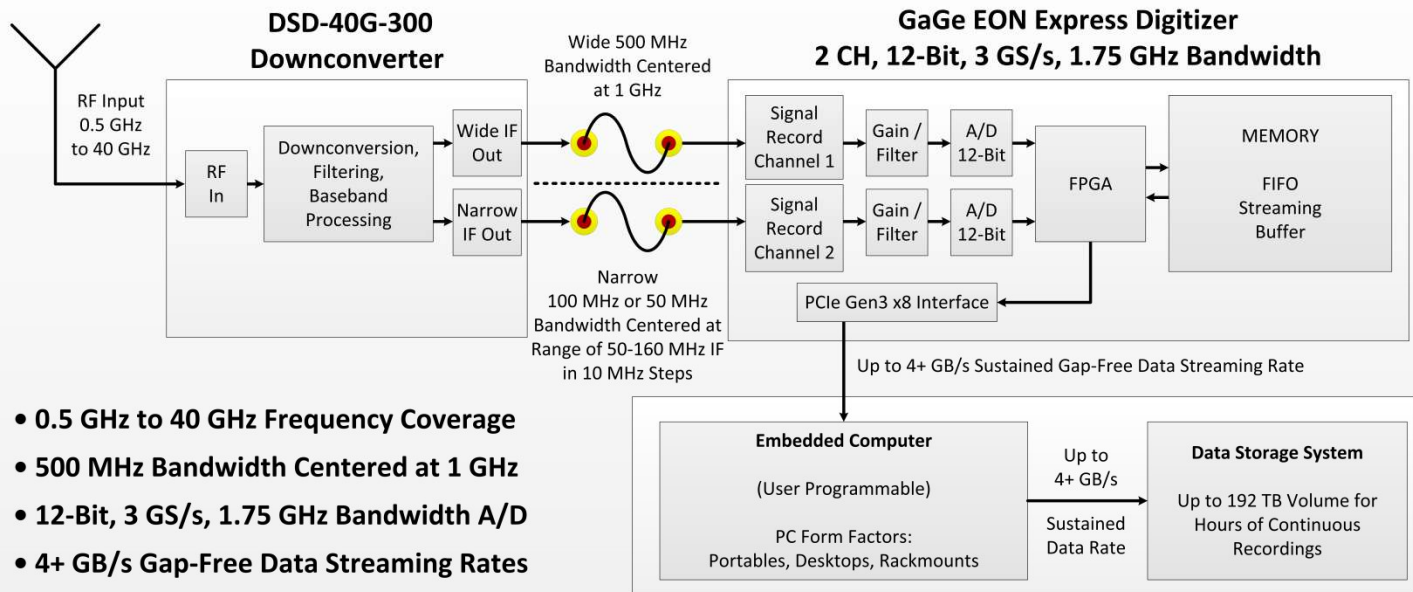 DSD-40G-300
Downconverter
GaGe EON Express Digitizer
2 CH, 12-Bit, 3 GS/s, 1.75 GHz Bandwidth
RF Input
0.5 GHz
to 40 GHz
RF
In
Downconversion,
Filtering,
Baseband
Processing
Wide IF
Out
Narrow
IF Out
Wide 500 MHz
Bandwidth Centered
at 1 GHz
Narrow
100 MHz or 50 MHz
Bandwidth Centered at
Range of 50-160 MHz IF
in 10 MHz Steps
Signal
Record
Channel 1
Gain /
Filter
A/D
12-Bit
Signal
Record
Channel 2
Gain /
Filter
A/D
12-Bit
FPGA
MEMORY
FIFO
Streaming
Buffer
PCIe Gen3 x8 Interface
Up to 4+ GB/s Sustained Gap-Free Data Streaming Rate
• 0.5 GHz to 40 GHz Frequency Coverage
• 500 MHz Bandwidth Centered at 1 GHz
• 12-Bit, 3 GS/s, 1.75 GHz Bandwidth A/D
• 4+ GB/s Gap-Free Data Streaming Rates
Embedded Computer
(User Programmable)
PC Form Factors:
Portables, Desktops, Rackmounts
Up to
4+ GB/s
Sustained
Data Rate
Data Storage System
Up to 192 TB Volume for
Hours of Continuous
Recordings